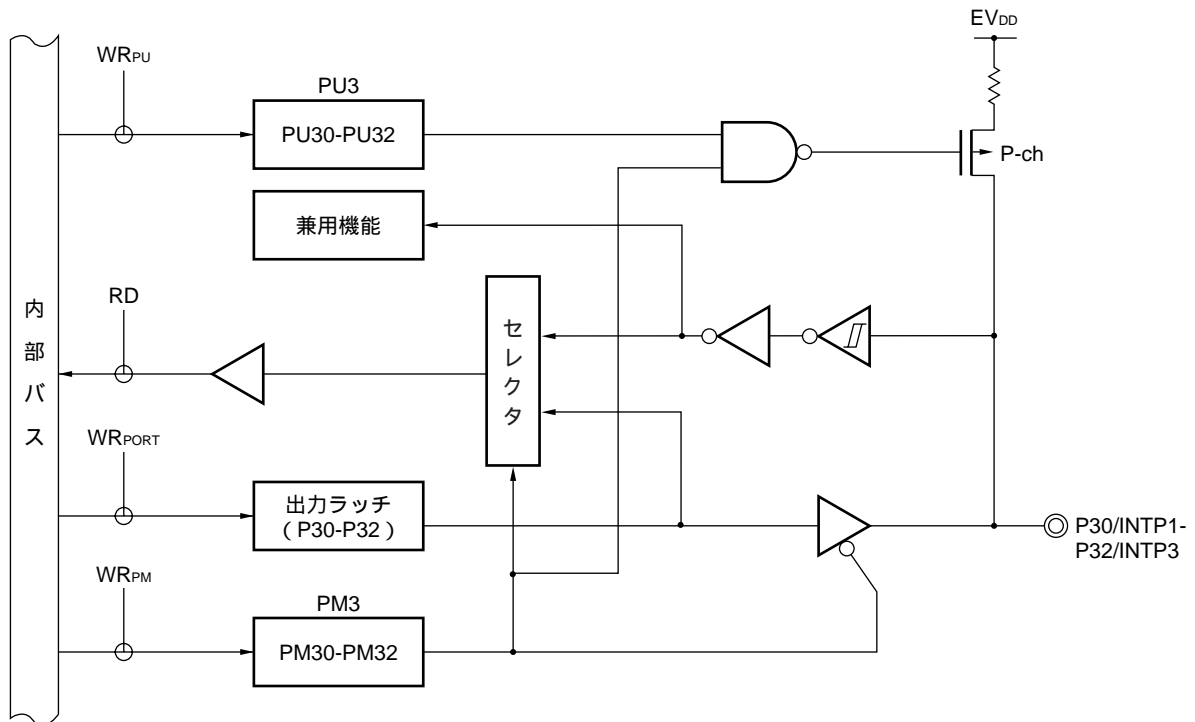 EVDD
WRPU
PU3
PU30-PU32
P-ch
兼用機能
内部バス
RD
セレクタ
WRPORT
出力ラッチ
（P30-P32）
P30/INTP1-
P32/INTP3
WRPM
PM3
PM30-PM32